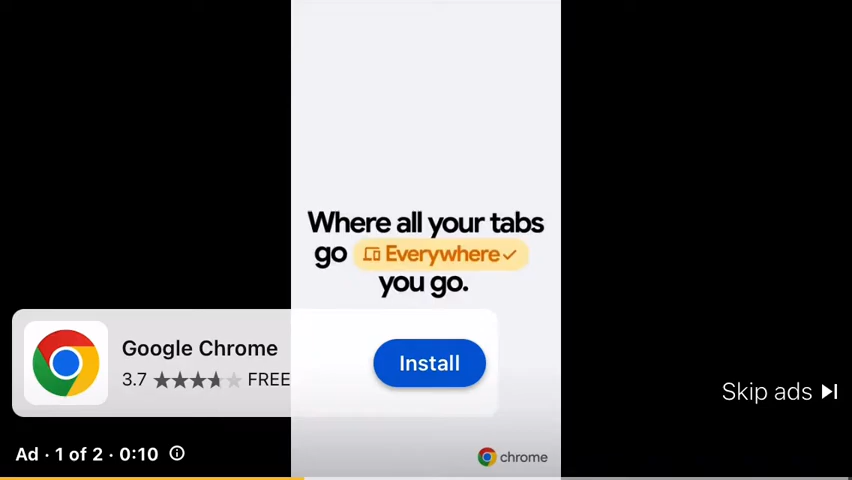 Where all your tabs
go Everywhere
you go.
Google Chrome
3.7 FREE
Install
Skip ads
Ad · 1 of 2 · 0:10
chrome